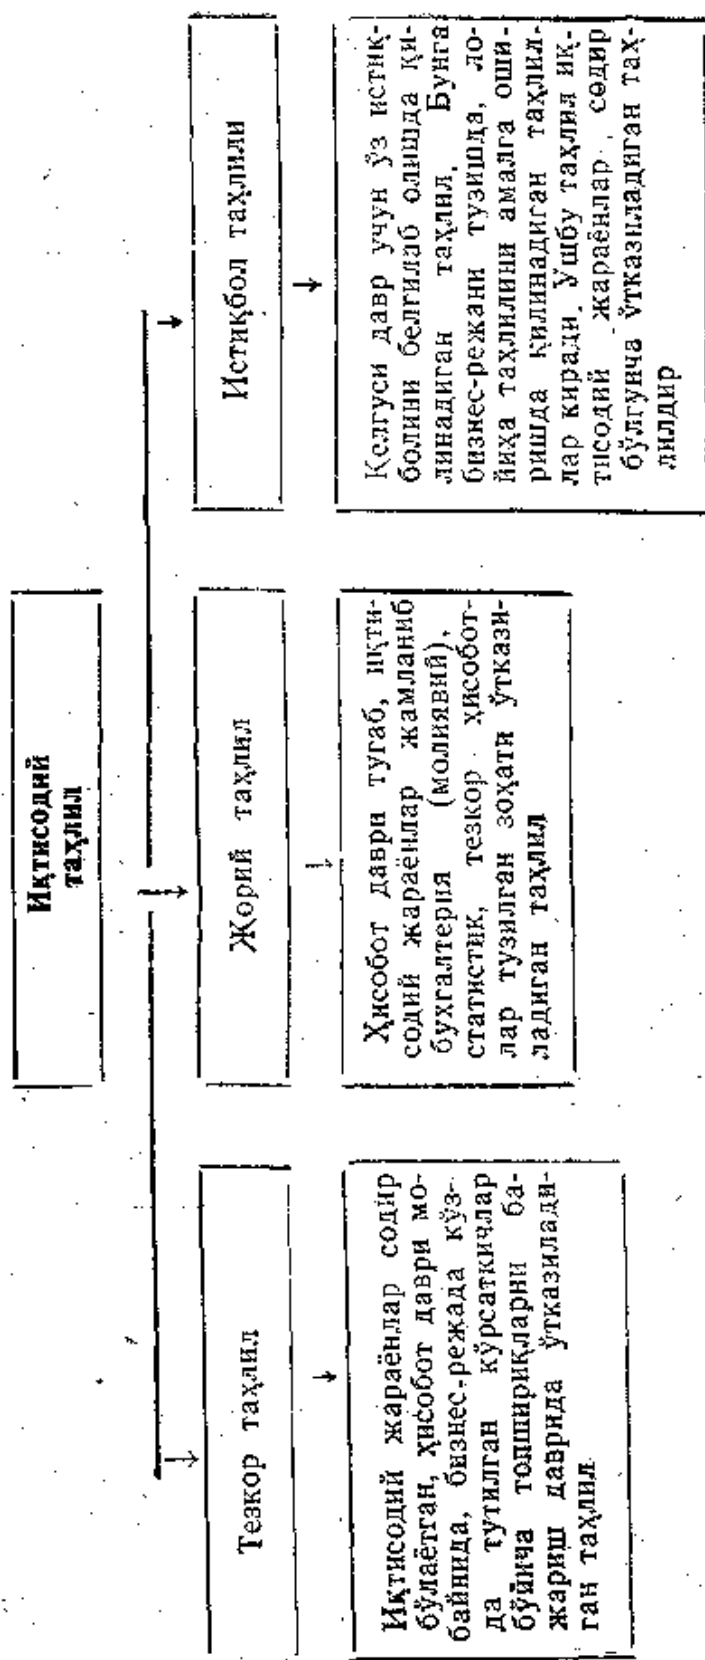 Иқтисодий
таҳлил
Тезкор таҳлил
Жорий таҳлил
Истиқбол таҳлили
Иқтисодий жараёнлар содир
бўлаётган, ҳисобот даври мо-
байнида, бизнес-режада кўз-
да тутилган кўрсаткичлар
бўйича топшириқларни ба-
жариш даврида ўтказилади-
ган таҳлил
Ҳисобот даври тугаб, иқти-
содий жараёнлар жамланиб
бухгалтерия (молиявий),
статистик, тезкор ҳисобот-
лар тузилган зоҳати ўткази-
ладиган таҳлил
Келгуси давр учун ўз истиқ-
болини белгилаб олишда қи-
линадиган таҳлил. Бунга
бизнес-режани тузишда, ло-
йиҳа таҳлилини амалга оши-
ришда қилинадиган таҳлил-
лар киради. Ушбу таҳлил иқ-
тисодий жараёнлар содир
бўлгунча ўтказиладиган таҳ-
лилдир